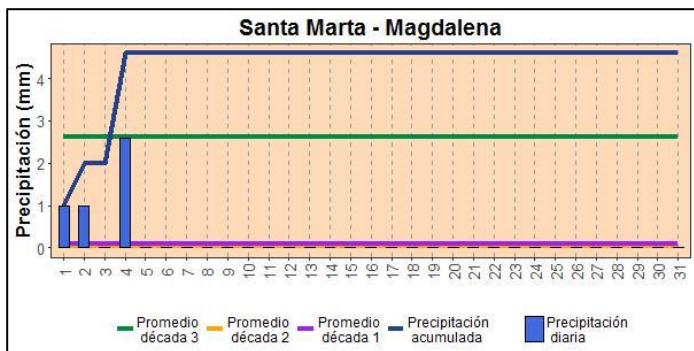 Santa Marta - Magdalena
Precipitación (mm)
4
3
2
1
0
1 2 3 4 5 6 7 8 9 10 11 12 13 14 15 16 17 18 19 20 21 22 23 24 25 26 27 28 29 30 31
Promedio década 3
Promedio década 2
Promedio década 1
Precipitación acumulada
Precipitación diaria